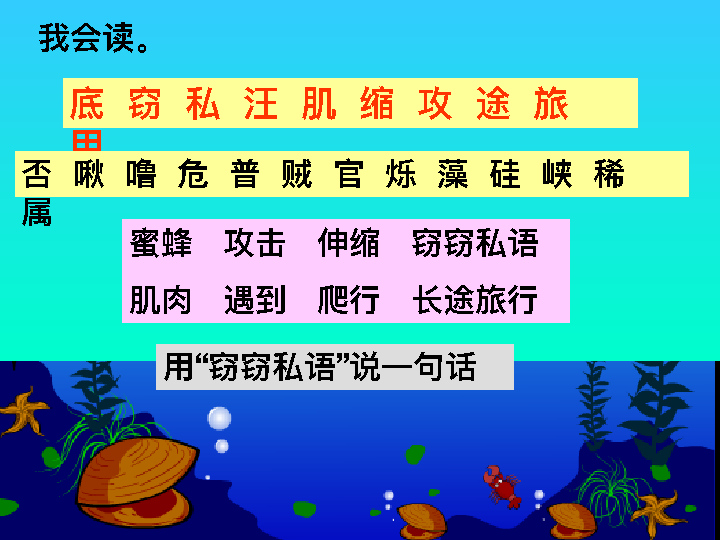 我会读。
底 窃 私 汪 肌 缩 攻 途 旅
否 啾 噜 危 普 贼 官 烁 藻 硅 峡 稀
属
蜜蜂 攻击 伸缩 窃窃私语
肌肉 遇到 爬行 长途旅行
用“窃窃私语”说一句话